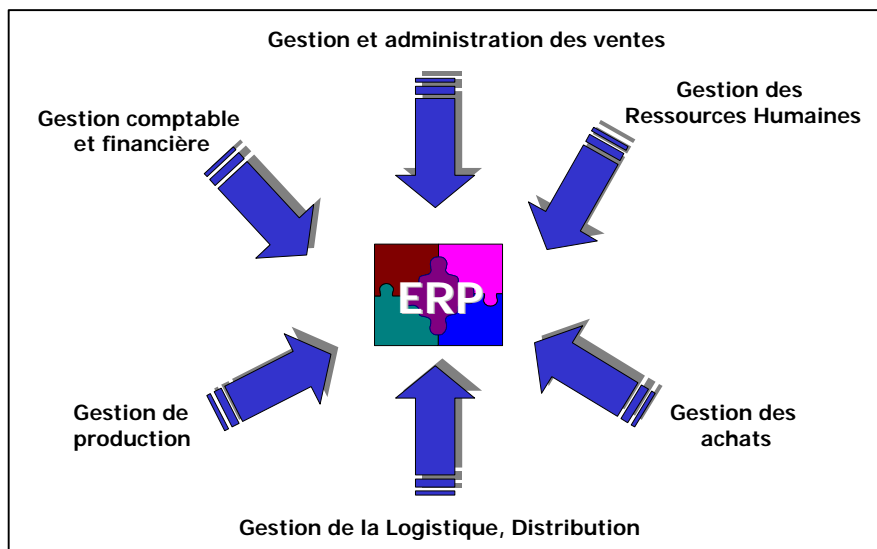 Gestion et administration des ventes
Gestion des
Ressources Humaines
Gestion comptable
et financière
ERP
Gestion de
production
Gestion des
achats
Gestion de la Logistique, Distribution